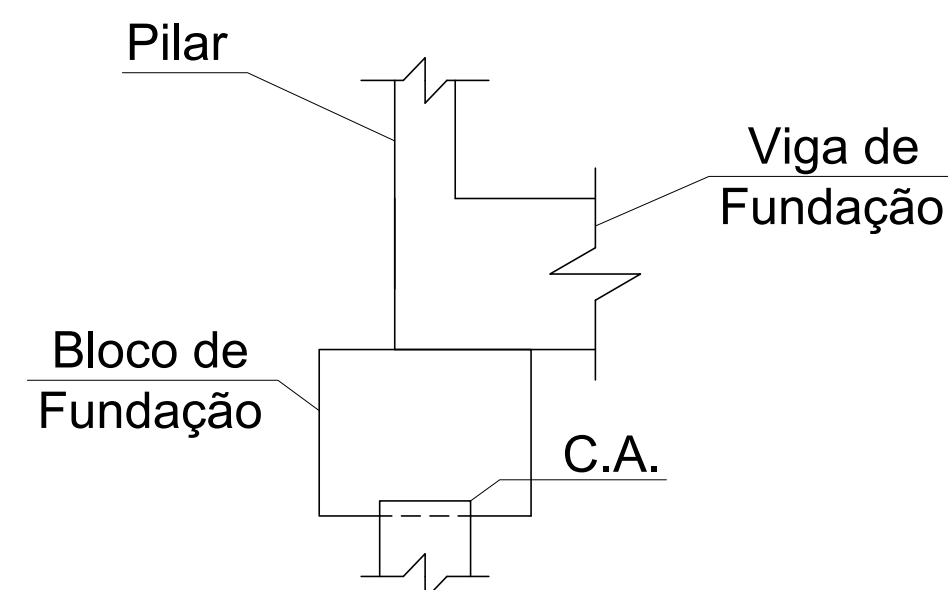 Pilar
Viga de
Fundação
Bloco de
Fundação
C.A.